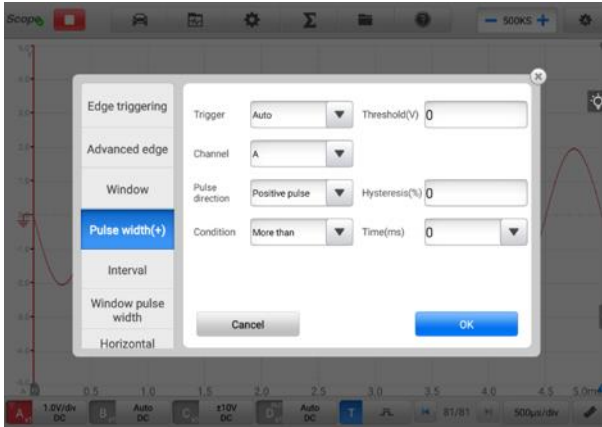 Scope
500KS
Edge triggering
Advanced edge
Window
Pulse width(+)
Interval
Window pulse
width
Horizontal
Trigger
Auto
Threshold(V)
0
Channel
A
Pulse
direction
Positive pulse
Hysteresis(%)
0
Condition
More than
Time(ms)
0
Cancel
OK
0.5 1.0 1.5 2.0 2.5 3.0 3.5 4.0 4.5 5.0ms
A
1.0V/div
DC
B
Auto
DC
C
±10V
DC
D
Auto
DC
T
81/81
500μs/div